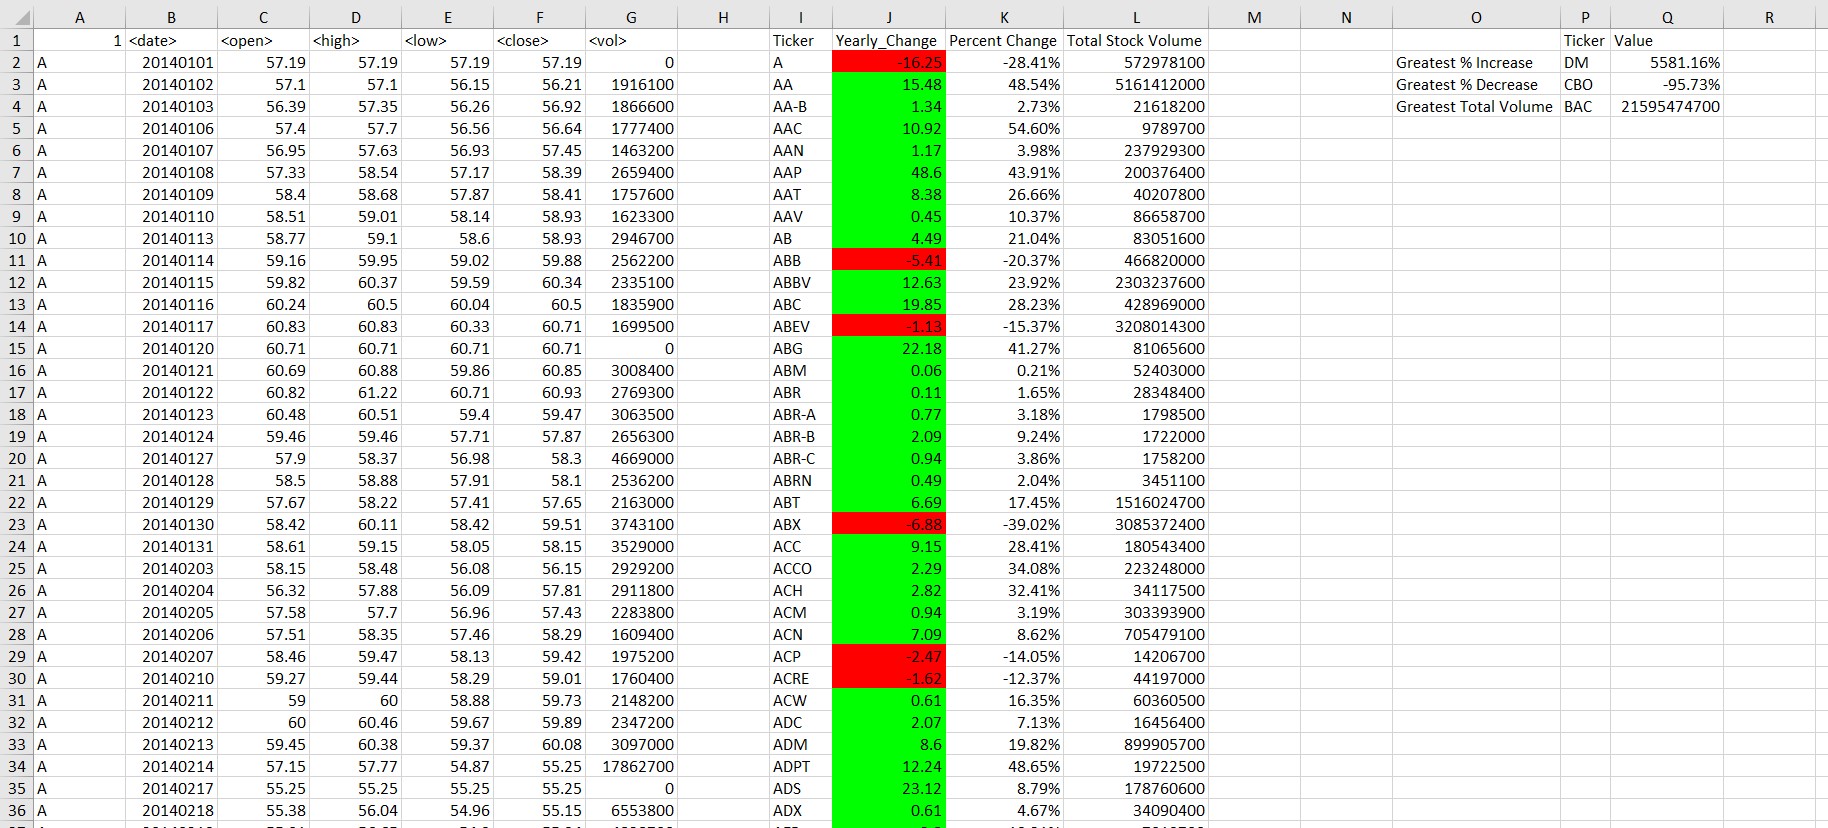 A B C D E F G H I J K L M N O P Q R
1 1 <date> <open> <high> <low> <close> <vol> Ticker Yearly_Change Percent Change Total Stock Volume Ticker Value
2 A 20140101 57.19 57.19 57.19 57.19 0 A -16.25 -28.41% 572978100 Greatest % Increase DM 5581.16%
3 A 20140102 57.1 57.1 56.15 56.21 1916100 AA 15.48 48.54% 5161412000 Greatest % Decrease CBO -95.73%
4 A 20140103 56.39 57.35 56.26 56.92 1866600 AA-B 1.34 2.73% 21618200 Greatest Total Volume BAC 21595474700
5 A 20140106 57.4 57.7 56.56 56.64 1777400 AAC 10.92 54.60% 9789700
6 A 20140107 56.95 57.63 56.93 57.45 1463200 AAN 1.17 3.98% 237929300
7 A 20140108 57.33 58.54 57.17 58.39 2659400 AAP 48.6 43.91% 200376400
8 A 20140109 58.4 58.68 57.87 58.41 1757600 AAT 8.38 26.66% 40207800
9 A 20140110 58.51 59.01 58.14 58.93 1623300 AAV 0.45 10.37% 86658700
10 A 20140113 58.77 59.1 58.6 58.93 2946700 AB 4.49 21.04% 83051600
11 A 20140114 59.16 59.95 59.02 59.88 2562200 ABB -5.41 -20.37% 466820000
12 A 20140115 59.82 60.37 59.59 60.34 2335100 ABBV 12.63 23.92% 2303237600
13 A 20140116 60.24 60.5 60.04 60.5 1835900 ABC 19.85 28.23% 428969000
14 A 20140117 60.83 60.83 60.33 60.71 1699500 ABEV -1.13 -15.37% 3208014300
15 A 20140120 60.71 60.71 60.71 60.71 0 ABG 22.18 41.27% 81065600
16 A 20140121 60.69 60.88 59.86 60.85 3008400 ABM 0.06 0.21% 52403000
17 A 20140122 60.82 61.22 60.71 60.93 2769300 ABR 0.11 1.65% 28348400
18 A 20140123 60.48 60.51 59.4 59.47 3063500 ABR-A 0.77 3.18% 1798500
19 A 20140124 59.46 59.46 57.71 57.87 2656300 ABR-B 2.09 9.24% 1722000
20 A 20140127 57.9 58.37 56.98 58.3 4669000 ABR-C 0.94 3.86% 1758200
21 A 20140128 58.5 58.88 57.91 58.1 2536200 ABRN 0.49 2.04% 3451100
22 A 20140129 57.67 58.22 57.41 57.65 2163000 ABT 6.69 17.45% 1516024700
23 A 20140130 58.42 60.11 58.42 59.51 3743100 ABX -6.88 -39.02% 3085372400
24 A 20140131 58.61 59.15 58.05 58.15 3529000 ACC 9.15 28.41% 180543400
25 A 20140203 58.15 58.48 56.08 56.15 2929200 ACCO 2.29 34.08% 223248000
26 A 20140204 56.32 57.88 56.09 57.81 2911800 ACH 2.82 32.41% 34117500
27 A 20140205 57.58 57.7 56.96 57.43 2283800 ACM 0.94 3.19% 303393900
28 A 20140206 57.51 58.35 57.46 58.29 1609400 ACN 7.09 8.62% 705479100
29 A 20140207 58.46 59.47 58.13 59.42 1975200 ACP -2.47 -14.05% 14206700
30 A 20140210 59.27 59.44 58.29 59.01 1760400 ACRE -1.62 -12.37% 44197000
31 A 20140211 59 60 58.88 59.73 2148200 ACW 0.61 16.35% 60360500
32 A 20140212 60 60.46 59.67 59.89 2347200 ADC 2.07 7.13% 16456400
33 A 20140213 59.45 60.38 59.37 60.08 3097000 ADM 8.6 19.82% 899905700
34 A 20140214 57.15 57.77 54.87 55.25 17862700 ADPT 12.24 48.65% 19722500
35 A 20140217 55.25 55.25 55.25 55.25 0 ADS 23.12 8.79% 178760600
36 A 20140218 55.38 56.04 54.96 55.15 6553800 ADX 0.61 4.67% 34090400